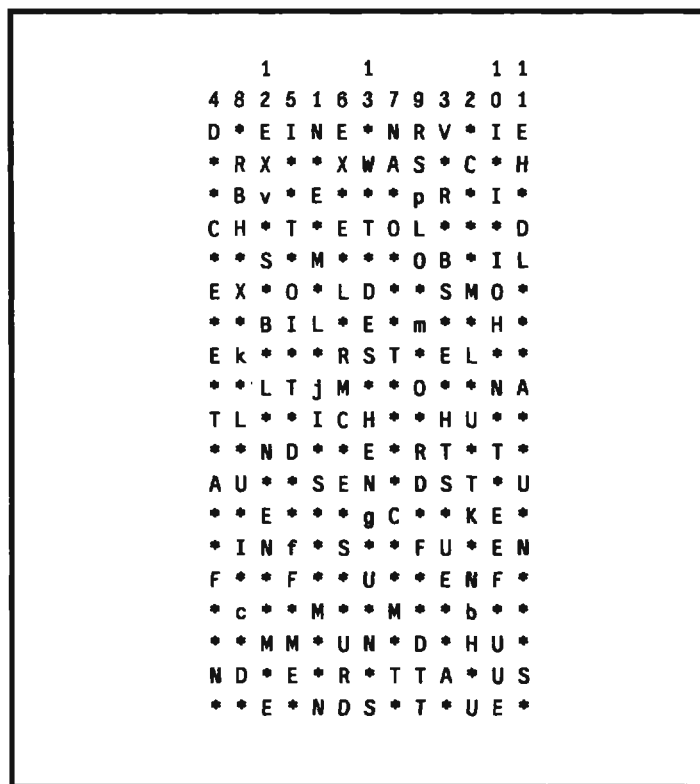 1 1 1 1
4 8 2 5 1 6 3 7 9 3 2 0 1
D * E I N E * N R V * I E
* R X * * X W A S * C * H
* B v * E * * * p R * I *
C H * T * E T O L * * * D
* * S * M * * * O B * I L
E X * O * L D * * S M O *
* * B I L * E * m * * H *
E k * * * R S T * E L * *
* * L T j M * * O * * N A
T L * * I C H * * H U * *
* * N D * * E * R T * T *
A U * * S E N * D S T * U
* * E * * * g C * * K E *
* I N f * S * * F U * E N
F * * F * * U * * E N F *
* c * * M * * M * * b * *
* * M M * U N * D * H U *
N D * E * R * T T A * U S
* * E * N D S * T * U E *